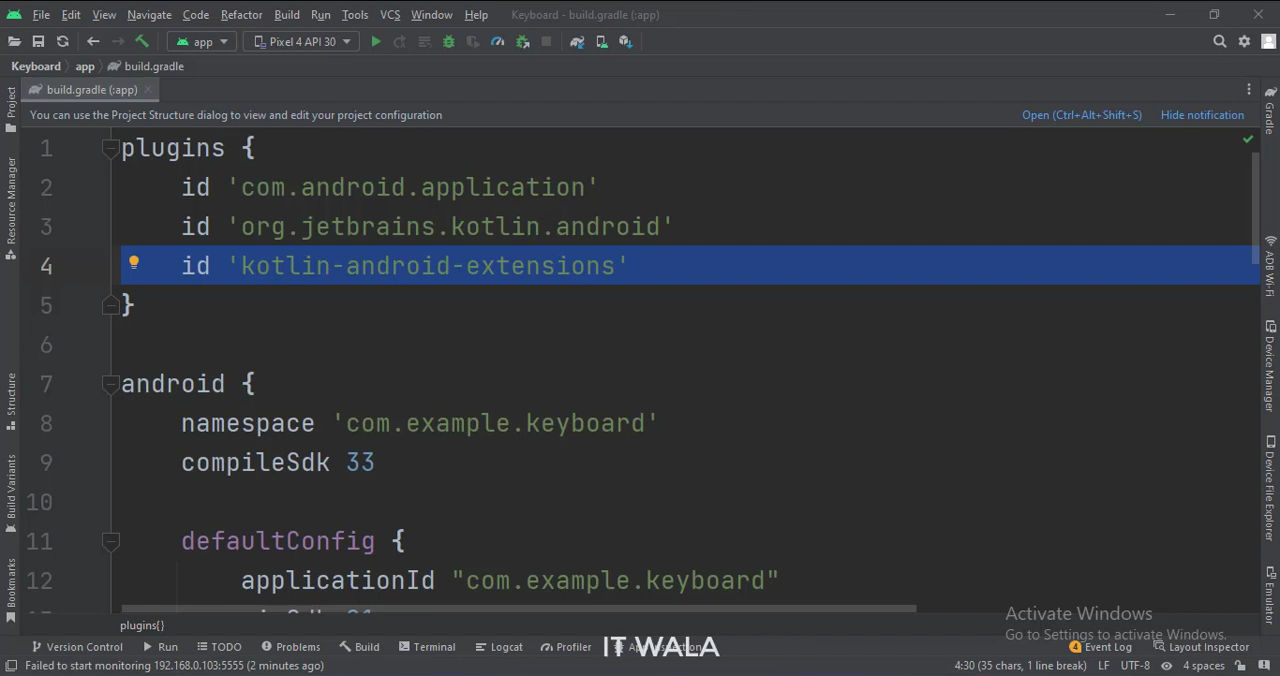 File Edit View Navigate Code Refactor Build Run Tools VCS Window Help Keyboard - build.gradle (:app)
app Pixel 4 API 30
Keyboard app build.gradle
build.gradle (:app)
You can use the Project Structure dialog to view and edit your project configuration Open (Ctrl+Alt+Shift+S) Hide notification
1 plugins {
2 id 'com.android.application'
3 id 'org.jetbrains.kotlin.android'
4 id 'kotlin-android-extensions'
5 }
6
7 android {
8 namespace 'com.example.keyboard'
9 compileSdk 33
10
11 defaultConfig {
12 applicationId "com.example.keyboard"
plugins{}
Project
Resource Manager
Structure
Build Variants
Bookmarks
Gradle
ADB Wi-Fi
Device Manager
Device File Explorer
Emulator
Activate Windows
Go to Settings to activate Windows.
Version Control Run TODO Problems Build Terminal Logcat Profiler 4 Event Log Layout Inspector
IT WALA
Failed to start monitoring 192.168.0.103:5555 (2 minutes ago) 4:30 (35 chars, 1 line break) LF UTF-8 4 spaces